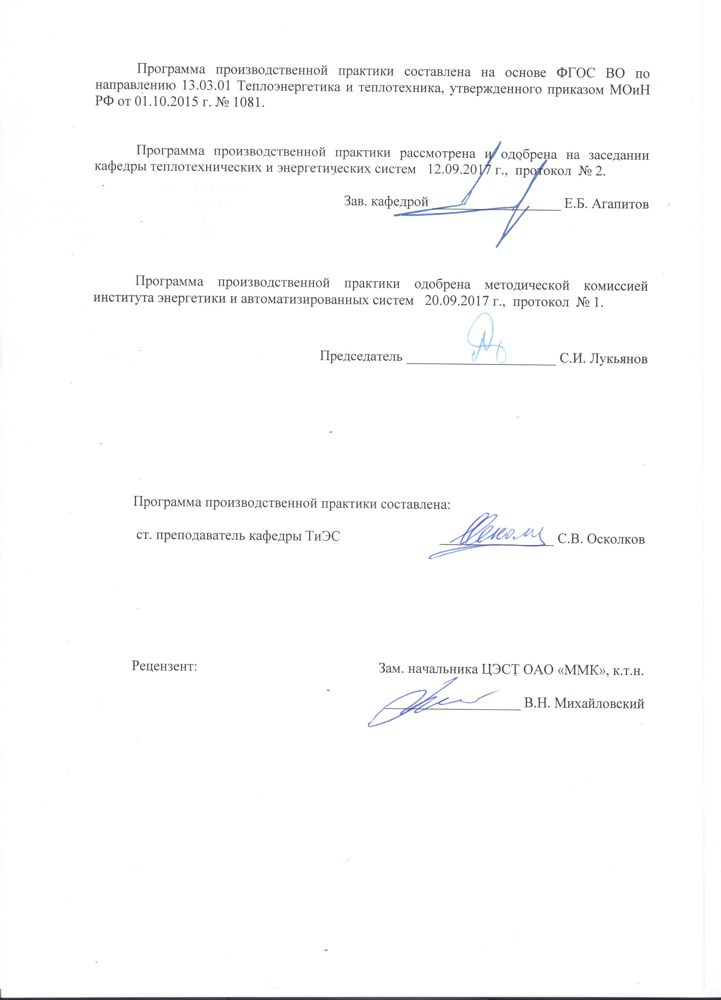 Программа производственной практики составлена на основе ФГОС ВО по
направлению 13.03.01 Теплоэнергетика и теплотехника, утвержденного приказом МОиН
РФ от 01.10.2015 г. № 1081.
Программа производственной практики рассмотрена и одобрена на заседании
кафедры теплотехнических и энергетических систем 12.09.2017 г., протокол № 2.
Зав. кафедрой ____________________ Е.Б. Агапитов
Программа производственной практики одобрена методической комиссией
института энергетики и автоматизированных систем 20.09.2017 г., протокол № 1.
Председатель ____________________ С.И. Лукьянов
Программа производственной практики составлена:
ст. преподаватель кафедры ТиЭС ____________________ С.В. Осколков
Рецензент: Зам. начальника ЦЭСТ ОАО «ММК», к.т.н.
____________________ В.Н. Михайловский